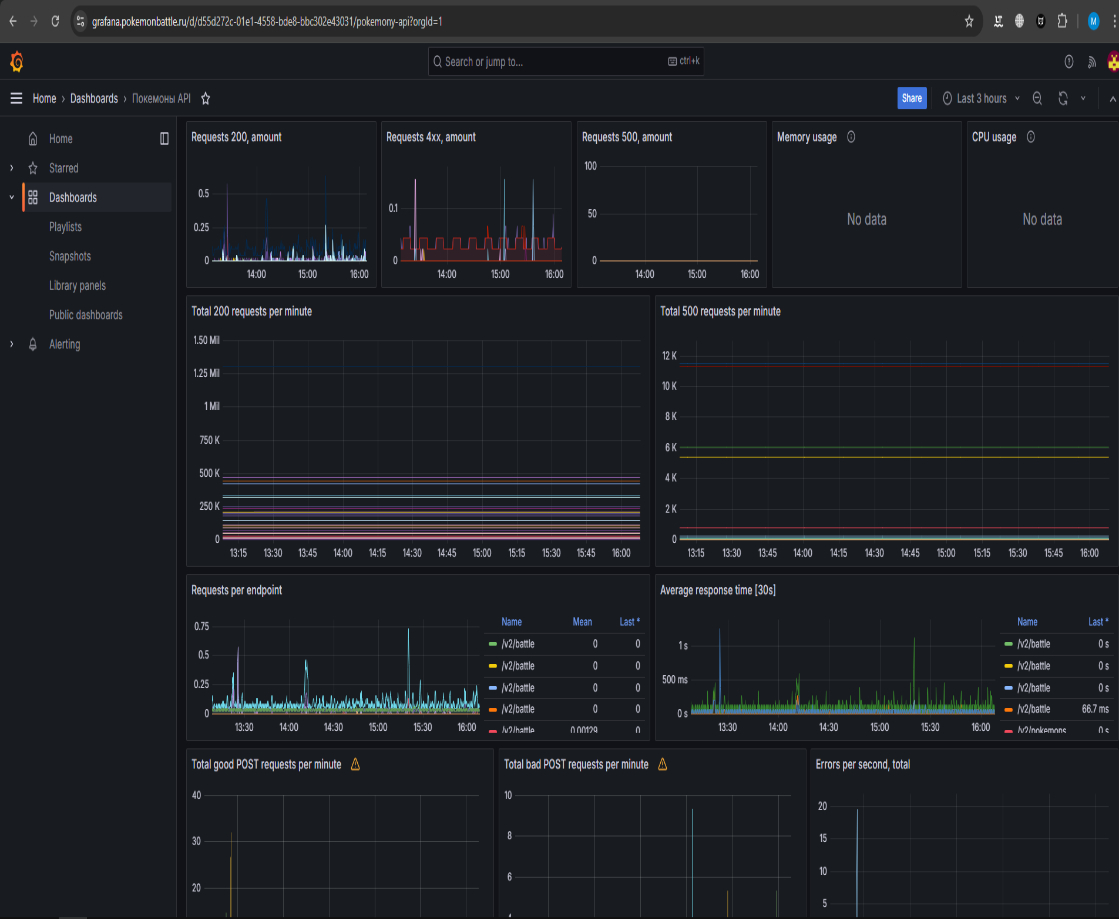 grafana.pokemonbattle.ru/d/d55d272c-01e1-4558-bde8-bbc302e43031/pokemony-api?orgId=1
M
Search or jump to...
ctrl+k
Home › Dashboards › Покемоны API
Share
Last 3 hours
Home
Starred
Dashboards
Playlists
Snapshots
Library panels
Public dashboards
Alerting
Requests 200, amount
0.5
0.25
0
14:00 15:00 16:00
Requests 4xx, amount
0.1
0
14:00 15:00 16:00
Requests 500, amount
100
50
0
14:00 15:00 16:00
Memory usage
No data
CPU usage
No data
Total 200 requests per minute
1.50 Mil
1.25 Mil
1 Mil
750 K
500 K
250 K
0
13:15 13:30 13:45 14:00 14:15 14:30 14:45 15:00 15:15 15:30 15:45 16:00
Total 500 requests per minute
12 K
10 K
8 K
6 K
4 K
2 K
0
13:15 13:30 13:45 14:00 14:15 14:30 14:45 15:00 15:15 15:30 15:45 16:00
Requests per endpoint
0.75
0.5
0.25
0
13:30 14:00 14:30 15:00 15:30 16:00
Name Mean Last *
/v2/battle 0 0
/v2/battle 0 0
/v2/battle 0 0
/v2/battle 0 0
/v2/battle 0.00129 0
Average response time [30s]
1 s
500 ms
0 s
13:30 14:00 14:30 15:00 15:30 16:00
Name Last *
/v2/battle 0 s
/v2/battle 0 s
/v2/battle 0 s
/v2/battle 66.7 ms
/v2/pokemons 0 s
Total good POST requests per minute
40
30
20
Total bad POST requests per minute
10
8
6
4
Errors per second, total
20
15
10
5